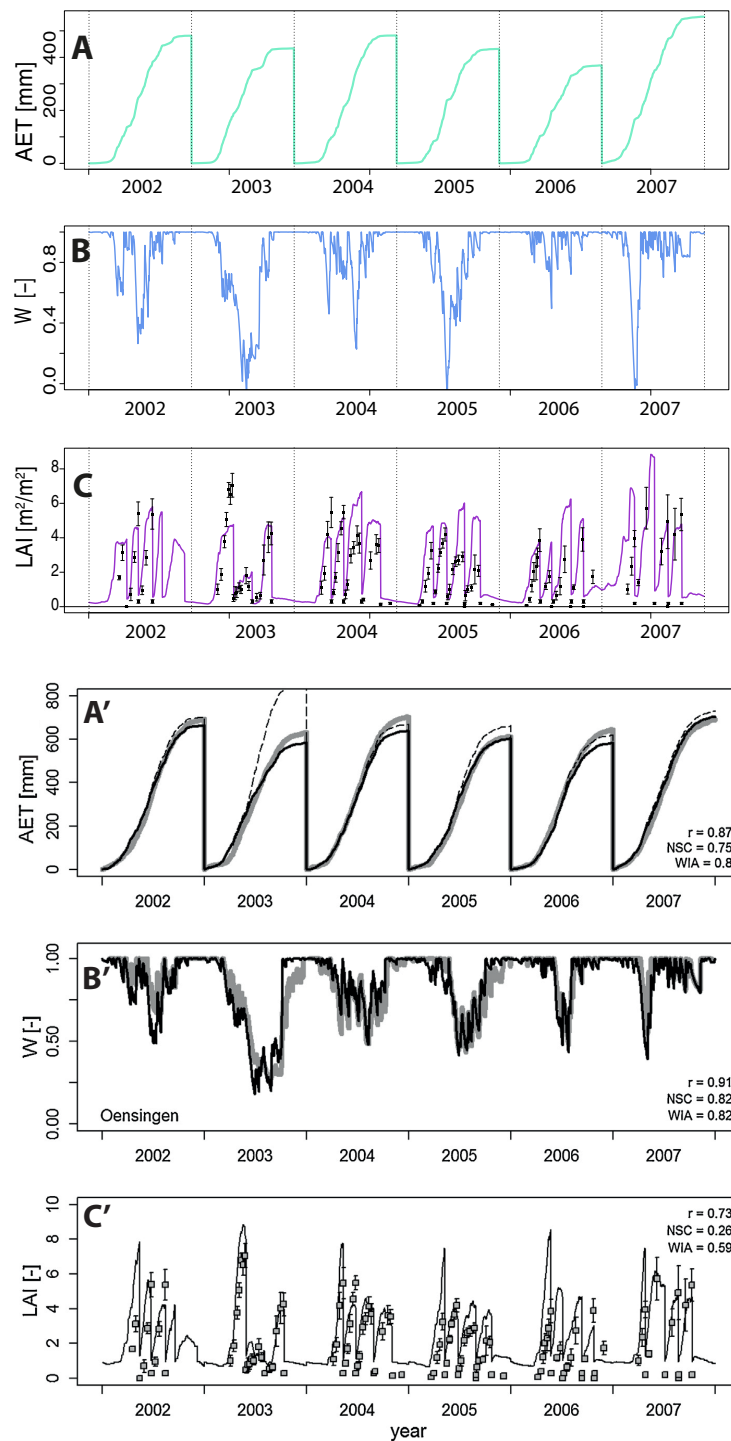 A
AET [mm]
0
200
400
2002 2003 2004 2005 2006 2007
B
W [-]
0.0
0.4
0.8
2002 2003 2004 2005 2006 2007
C
LAI [m²/m²]
0
2
4
6
8
2002 2003 2004 2005 2006 2007
A'
AET [mm]
0
200
400
600
800
r = 0.87
NSC = 0.75
WIA = 0.8
2002 2003 2004 2005 2006 2007
B'
W [-]
0.00
0.50
1.00
Oensingen
r = 0.91
NSC = 0.82
WIA = 0.82
2002 2003 2004 2005 2006 2007
C'
LAI [-]
0
2
4
6
8
10
r = 0.73
NSC = 0.26
WIA = 0.59
2002 2003 2004 2005 2006 2007
year